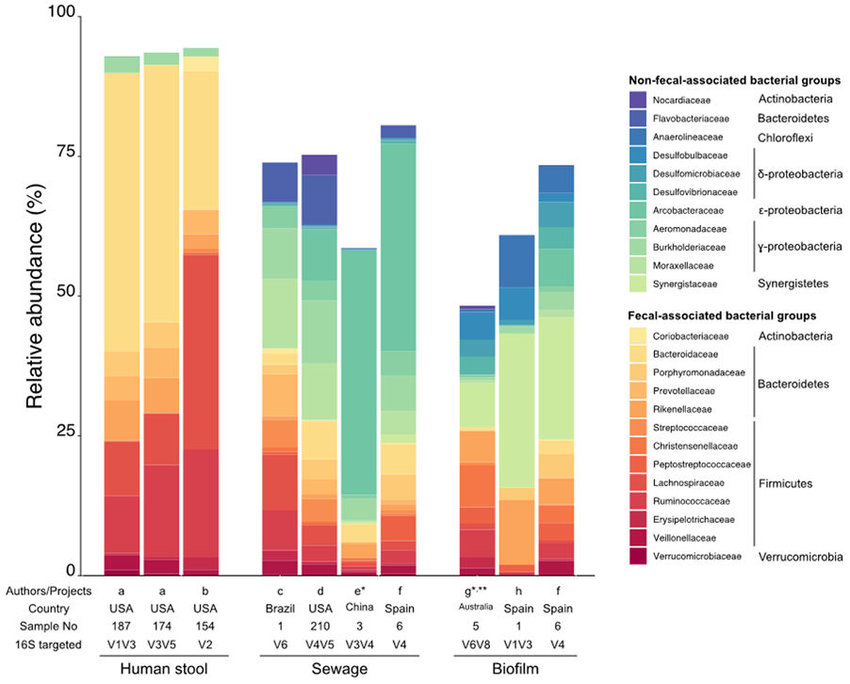 100
75
50
25
0
Relative abundance (%)
Authors/Projects a a b c d e* f g*,** h f
Country USA USA USA Brazil USA China Spain Australia Spain Spain
Sample No 187 174 154 1 210 3 6 5 1 6
16S targeted V1V3 V3V5 V2 V6 V4V5 V3V4 V4 V6V8 V1V3 V4
Human stool Sewage Biofilm
Non-fecal-associated bacterial groups
Nocardiaceae Actinobacteria
Flavobacteriaceae Bacteroidetes
Anaerolineaceae Chloroflexi
Desulfobulbaceae
Desulfomicrobiaceae δ-proteobacteria
Desulfovibrionaceae
Arcobacteraceae ε-proteobacteria
Aeromonadaceae
Burkholderiaceae ɣ-proteobacteria
Moraxellaceae
Synergistaceae Synergistetes
Fecal-associated bacterial groups
Coriobacteriaceae Actinobacteria
Bacteroidaceae
Porphyromonadaceae
Prevotellaceae Bacteroidetes
Rikenellaceae
Streptococcaceae
Christensenellaceae
Peptostreptococcaceae
Lachnospiraceae Firmicutes
Ruminococcaceae
Erysipelotrichaceae
Veillonellaceae
Verrucomicrobiaceae Verrucomicrobia